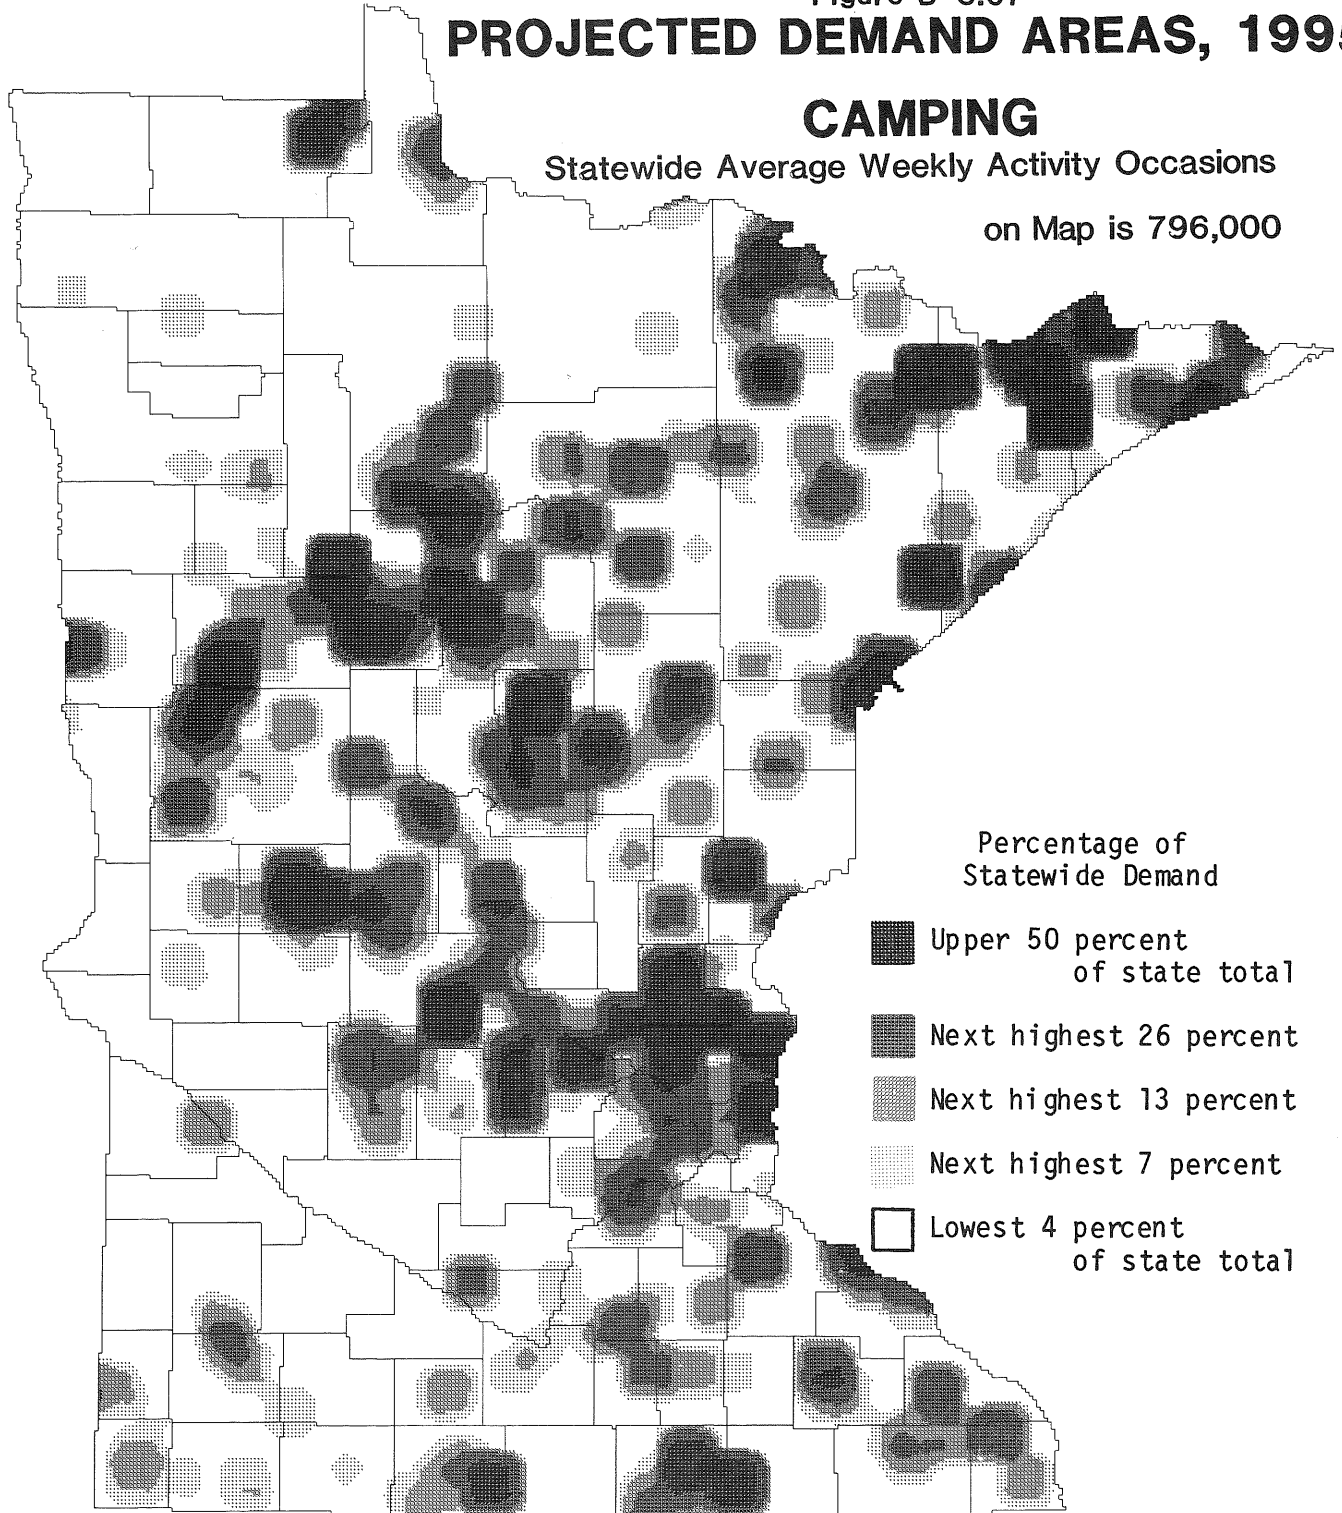 PROJECTED DEMAND AREAS, 199
CAMPING
Statewide Average Weekly Activity Occasions
on Map is 796,000
Percentage of
Statewide Demand
Upper 50 percent
of state total
Next highest 26 percent
Next highest 13 percent
Next highest 7 percent
Lowest 4 percent
of state total